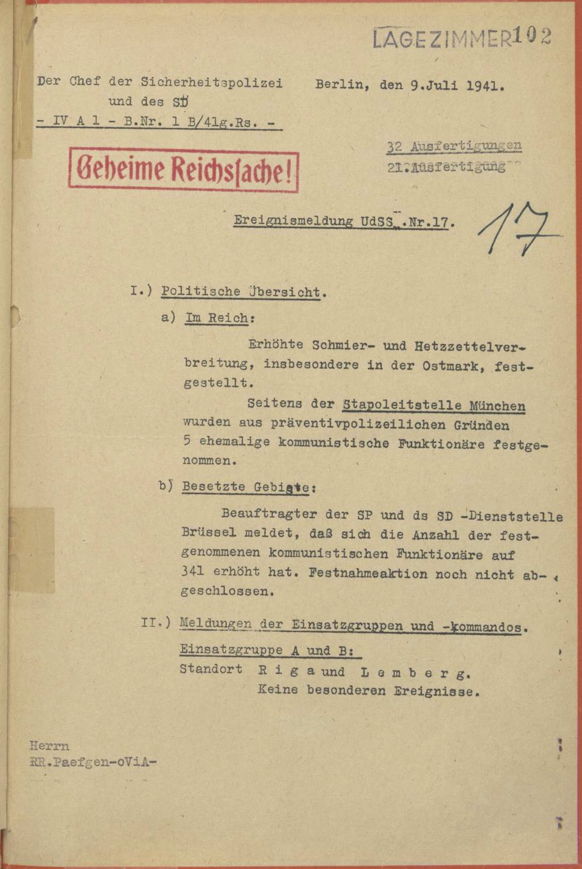 LAGEZIMMER 102
Der Chef der Sicherheitspolizei
und des SD
Berlin, den 9.Juli 1941.
- IV A 1 - B.Nr. 1 B/41g.Rs. -
32 Ausfertigungen
21.Ausfertigung
Geheime Reichssache!
Ereignismeldung UdSSR.Nr.17.
17
I.) Politische Übersicht.
a) Im Reich:
Erhöhte Schmier- und Hetzzettelver-
breitung, insbesondere in der Ostmark, fest-
gestellt.
Seitens der Stapoleitstelle München
wurden aus präventivpolizeilichen Gründen
5 ehemalige kommunistische Funktionäre festge-
nommen.
b) Besetzte Gebiete:
Beauftragter der SP und ds SD -Dienststelle
Brüssel meldet, daß sich die Anzahl der fest-
genommenen kommunistischen Funktionäre auf
341 erhöht hat. Festnahmeaktion noch nicht ab-
geschlossen.
II.) Meldungen der Einsatzgruppen und -kommandos.
Einsatzgruppe A und B:
Standort R i g a und L e m b e r g.
Keine besonderen Ereignisse.
Herrn
RR.Paefgen-oViA-